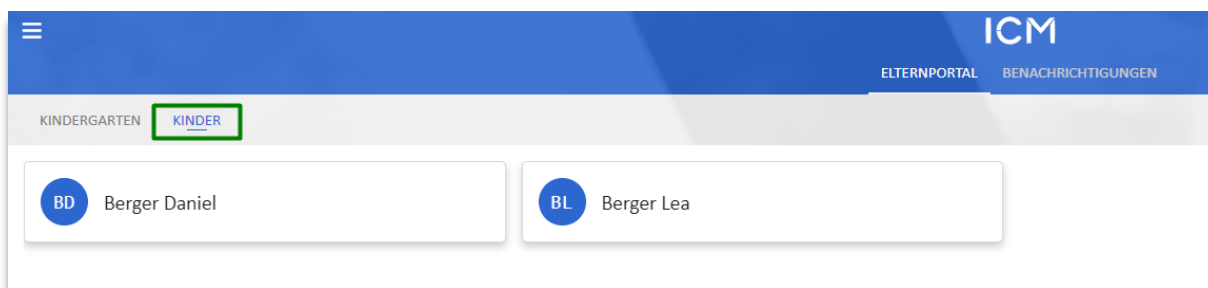 ICM
ELTERNPORTAL BENACHRICHTIGUNGEN
KINDERGARTEN KINDER
BD Berger Daniel BL Berger Lea